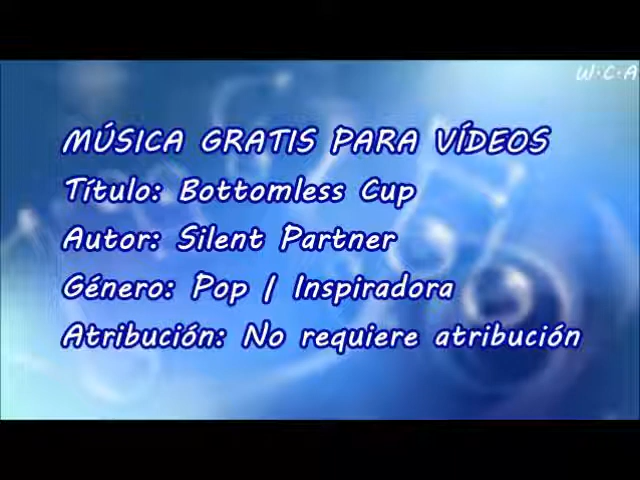 W.C.A
MÚSICA GRATIS PARA VÍDEOS
Título: Bottomless Cup
Autor: Silent Partner
Género: Pop / Inspiradora
Atribución: No requiere atribución